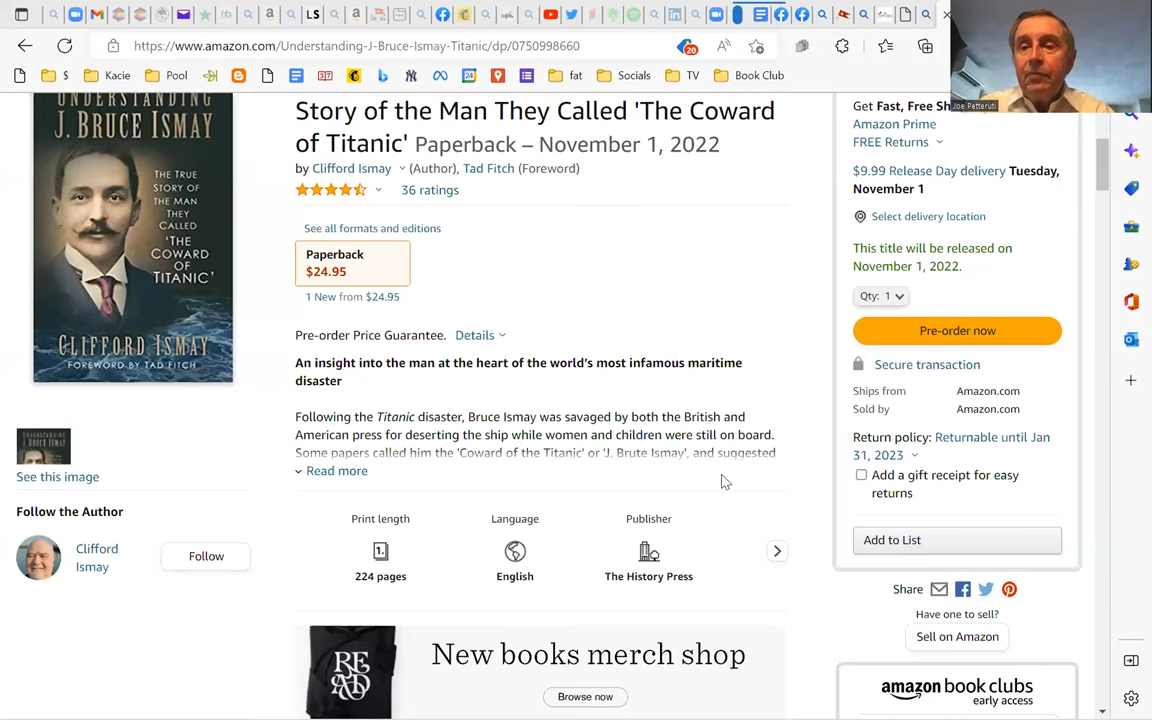 LS
https://www.amazon.com/Understanding-J-Bruce-Ismay-Titanic/dp/0750998660
20
$
Kacie
Pool
fat
Socials
TV
Book Club
Joe Petteruti
UNDERSTANDING
J. BRUCE ISMAY
THE TRUE
STORY OF
THE MAN
THEY
CALLED
'THE
COWARD
OF
TITANIC'
CLIFFORD ISMAY
FOREWORD BY TAD FITCH
See this image
Follow the Author
Clifford
Ismay
Follow
Story of the Man They Called 'The Coward
of Titanic' Paperback – November 1, 2022
by Clifford Ismay (Author), Tad Fitch (Foreword)
36 ratings
See all formats and editions
Paperback
$24.95
1 New from $24.95
Pre-order Price Guarantee. Details
An insight into the man at the heart of the world's most infamous maritime
disaster
Following the Titanic disaster, Bruce Ismay was savaged by both the British and
American press for deserting the ship while women and children were still on board.
Some papers called him the 'Coward of the Titanic' or 'J. Brute Ismay', and suggested
Read more
Print length
224 pages
Language
English
Publisher
The History Press
READ
New books merch shop
Browse now
Get Fast, Free Sh
Amazon Prime
FREE Returns
$9.99 Release Day delivery Tuesday,
November 1
Select delivery location
This title will be released on
November 1, 2022.
Qty: 1
Pre-order now
Secure transaction
Ships from Amazon.com
Sold by Amazon.com
Return policy: Returnable until Jan
31, 2023
Add a gift receipt for easy
returns
Add to List
Share
Have one to sell?
Sell on Amazon
amazon book clubs
early access